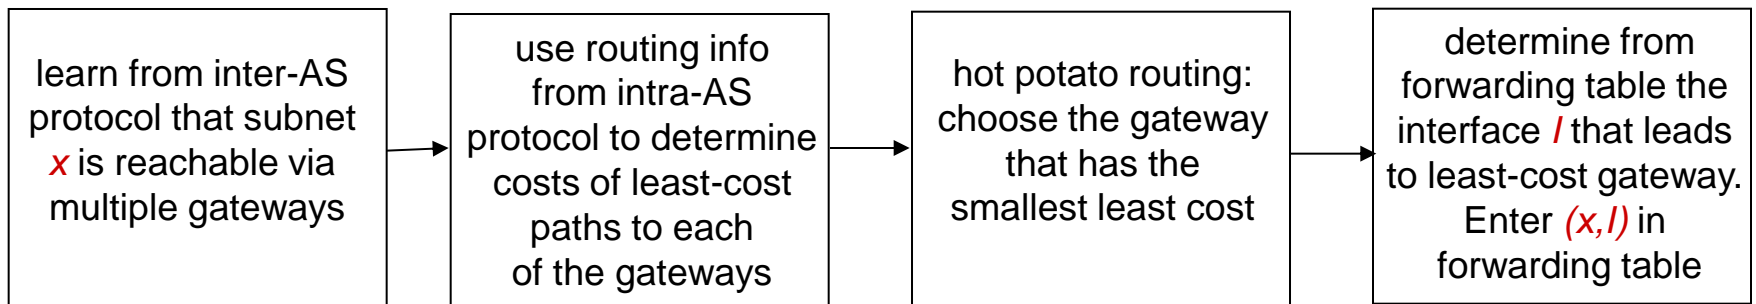 learn from inter-AS
protocol that subnet
x is reachable via
multiple gateways
use routing info
from intra-AS
protocol to determine
costs of least-cost
paths to each
of the gateways
hot potato routing:
choose the gateway
that has the
smallest least cost
determine from
forwarding table the
interface I that leads
to least-cost gateway.
Enter (x,I) in
forwarding table